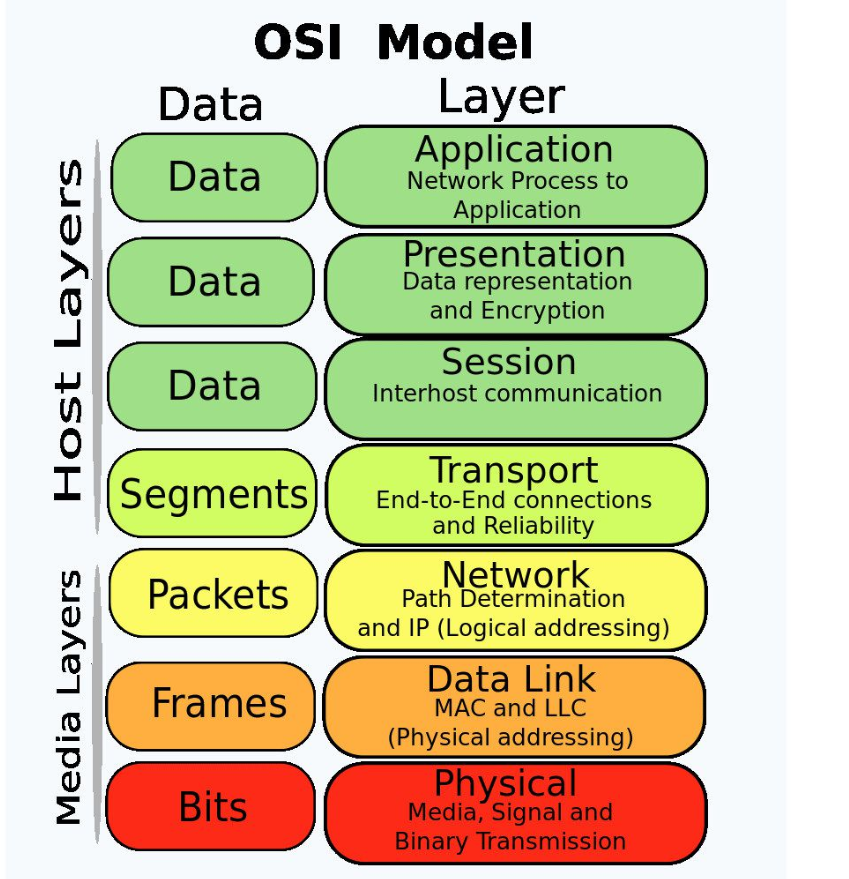 OSI Model
Data
Layer
Host Layers
Data
Application
Network Process to
Application
Data
Presentation
Data representation
and Encryption
Data
Session
Interhost communication
Segments
Transport
End-to-End connections
and Reliability
Media Layers
Packets
Network
Path Determination
and IP (Logical addressing)
Frames
Data Link
MAC and LLC
(Physical addressing)
Bits
Physical
Media, Signal and
Binary Transmission